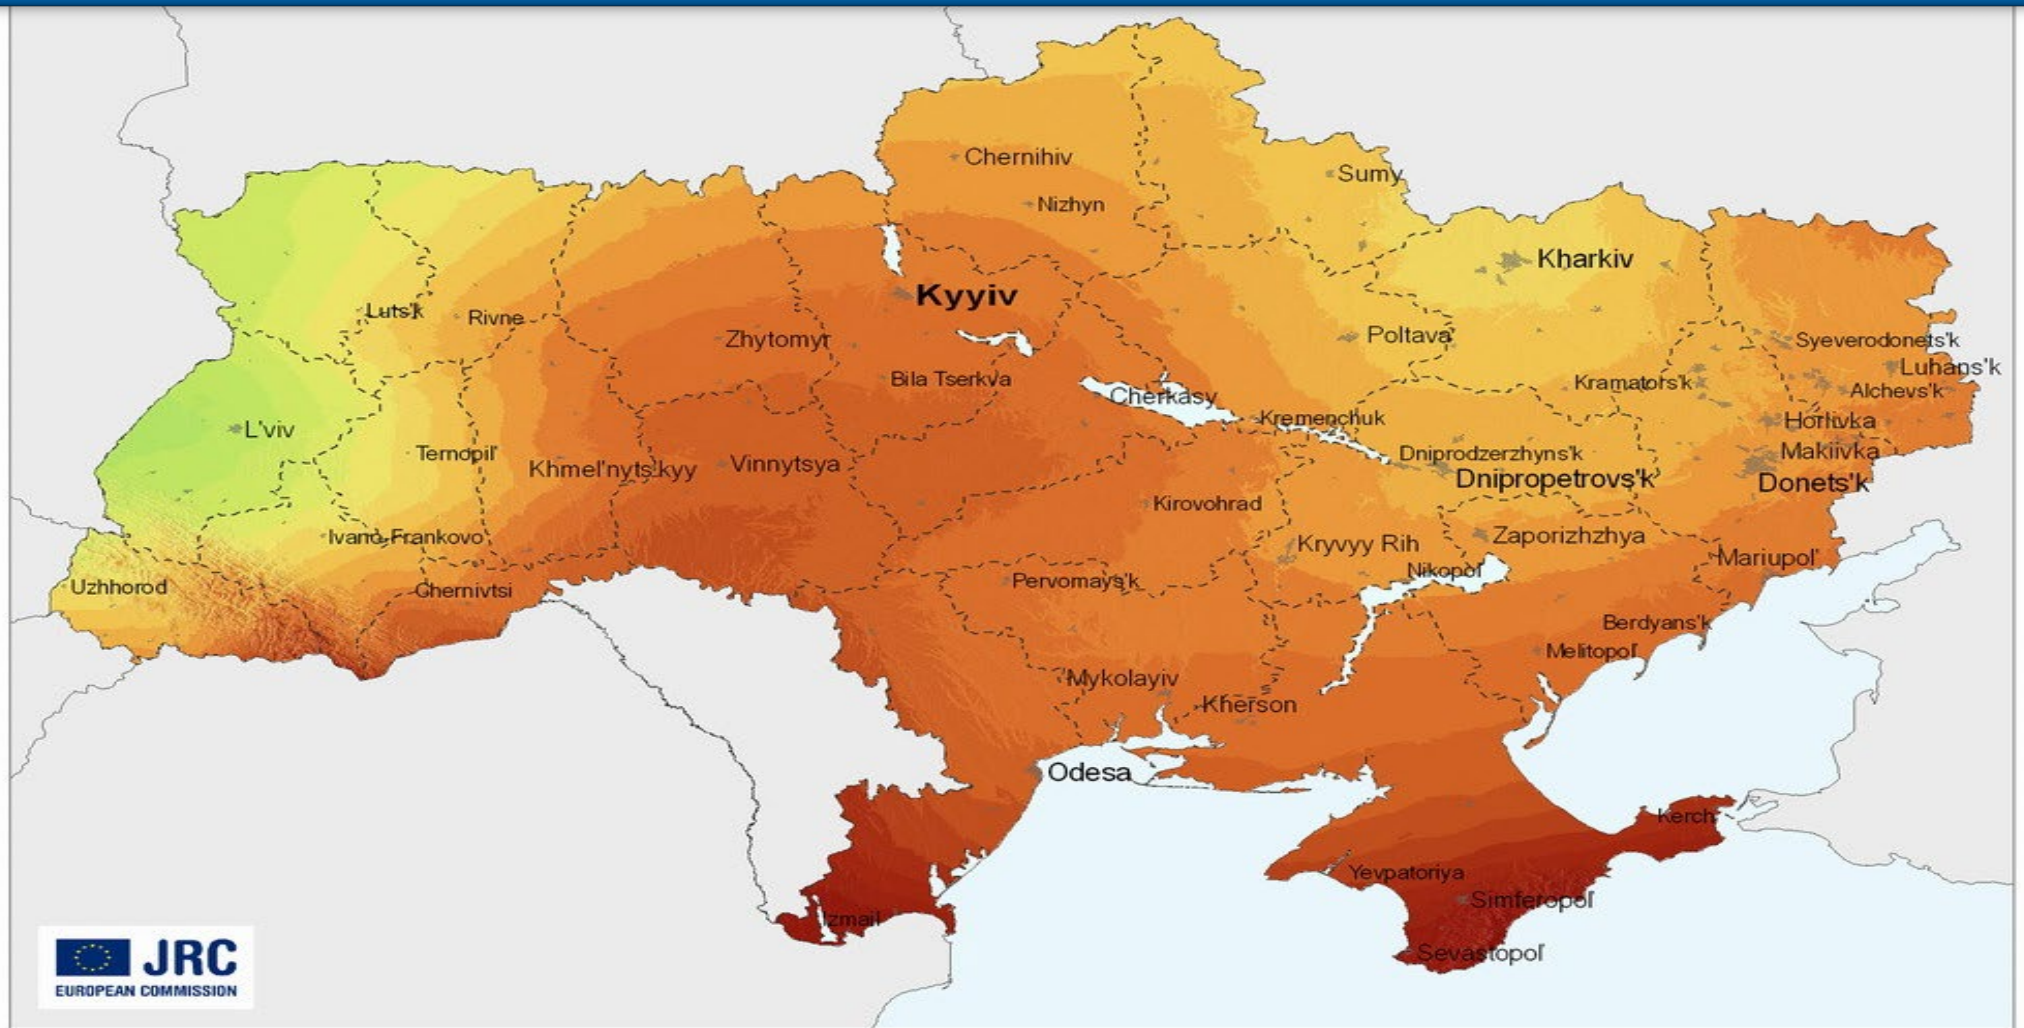 Chernihiv
Sumy
Nizhyn
Kharkiv
Kyyiv
Luts'k
Rivne
Zhytomyr
Poltava
Syeverodonets'k
Luhans'k
Bila Tserkva
Kramators'k
Alchevs'k
Cherkasy
Kremenchuk
Horlivka
L'viv
Ternopil'
Dniprodzerzhyns'k
Makiivka
Khmel'nyts'kyy
Vinnytsya
Dnipropetrovs'k
Donets'k
Kirovohrad
Ivano-Frankovo
Kryvyy Rih
Zaporizhzhya
Mariupol'
Nikopol'
Uzhhorod
Chernivtsi
Pervomays'k
Berdyans'k
Melitopol'
Mykolayiv
Kherson
Odesa
Kerch
Yevpatoriya
Simferopol'
Izmail
Sevastopol'
JRC
EUROPEAN COMMISSION